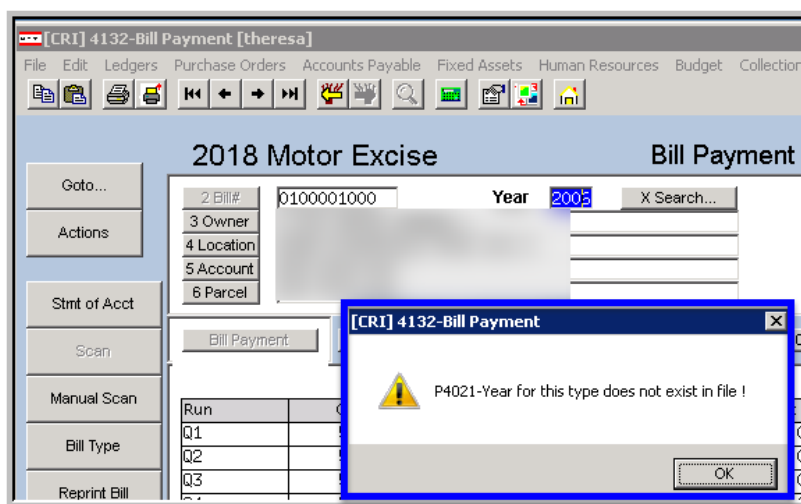 [CRI] 4132-Bill Payment [theresa]
File Edit Ledgers Purchase Orders Accounts Payable Fixed Assets Human Resources Budget Collection
2018 Motor Excise Bill Payment
Goto...
Actions
2 Bill# 0100001000 Year 2005 X Search...
3 Owner
4 Location
5 Account
6 Parcel
Stmt of Acct
Scan
Manual Scan
Bill Type
Reprint Bill
Bill Payment
Run
Q1
Q2
Q3
[CRI] 4132-Bill Payment
P4021-Year for this type does not exist in file !
OK